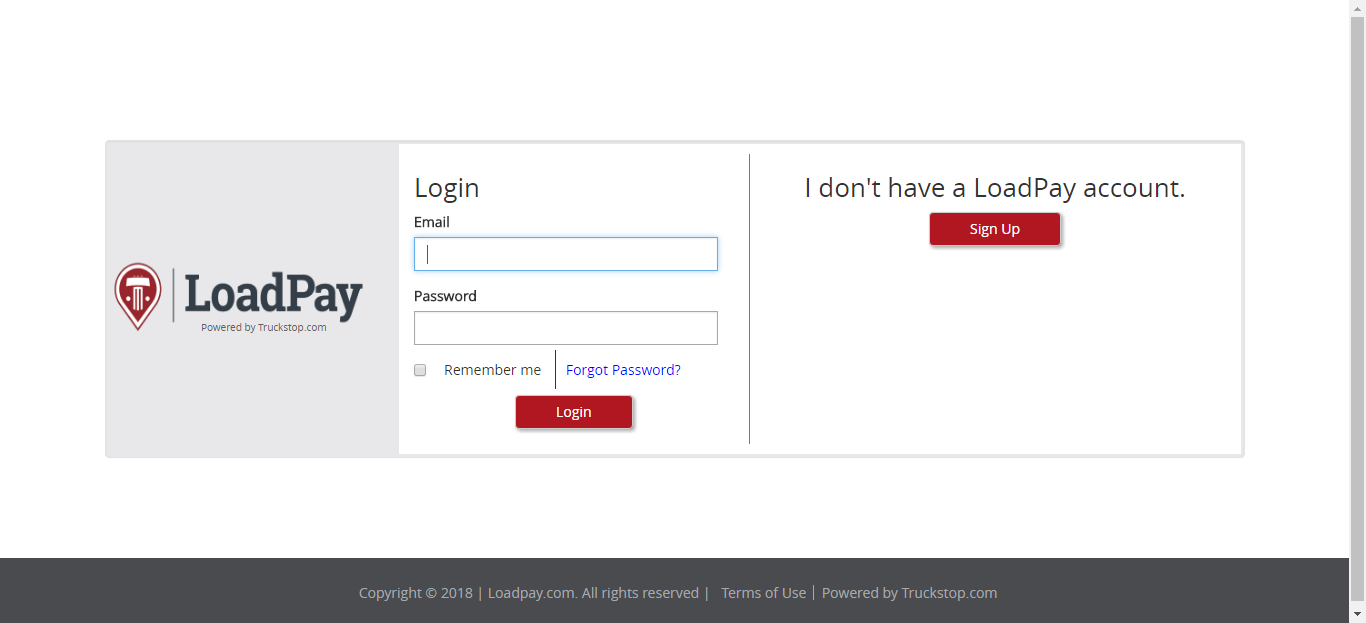 LoadPay
Powered by Truckstop.com
Login
Email
Password
Remember me
Forgot Password?
Login
I don't have a LoadPay account.
Sign Up
Copyright © 2018 | Loadpay.com. All rights reserved | Terms of Use | Powered by Truckstop.com